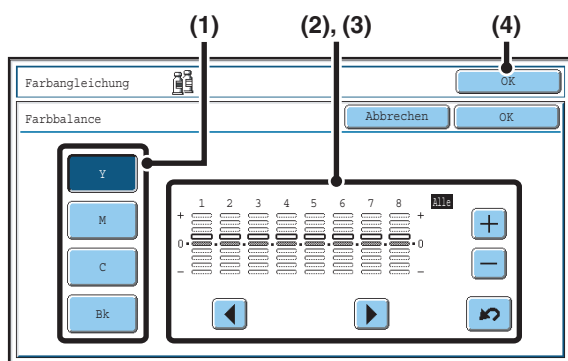 (1) (2), (3) (4)
Farbangleichung OK
Farbbalance Abbrechen OK
Y
M
C
Bk
1 2 3 4 5 6 7 8 Alle
+ + +
0 0
− − −